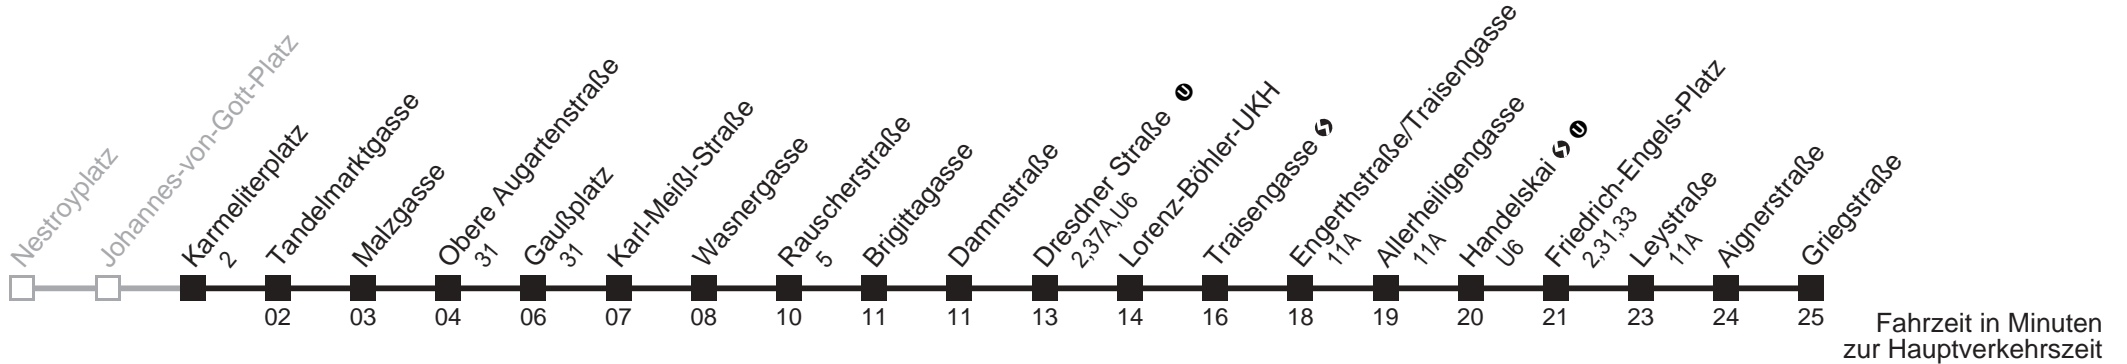 Nestroyplatz
Johannes-von-Gott-Platz
Karmeliterplatz
2
Tandelmarktgasse
02
Malzgasse
03
Obere Augartenstraße
31
04
Gaußplatz
31
06
Karl-Meißl-Straße
07
Wasnergasse
08
Rauscherstraße
5
10
Brigittagasse
11
Dammstraße
11
Dresdner Straße U
2,37A,U6
13
Lorenz-Böhler-UKH
14
Traisengasse
16
Engerthstraße/Traisengasse
11A
18
Allerheiligengasse
11A
19
Handelskai U
U6
20
Friedrich-Engels-Platz
2,31,33
21
Leystraße
11A
23
Aignerstraße
24
Griegstraße
25
Fahrzeit in Minuten
zur Hauptverkehrszeit